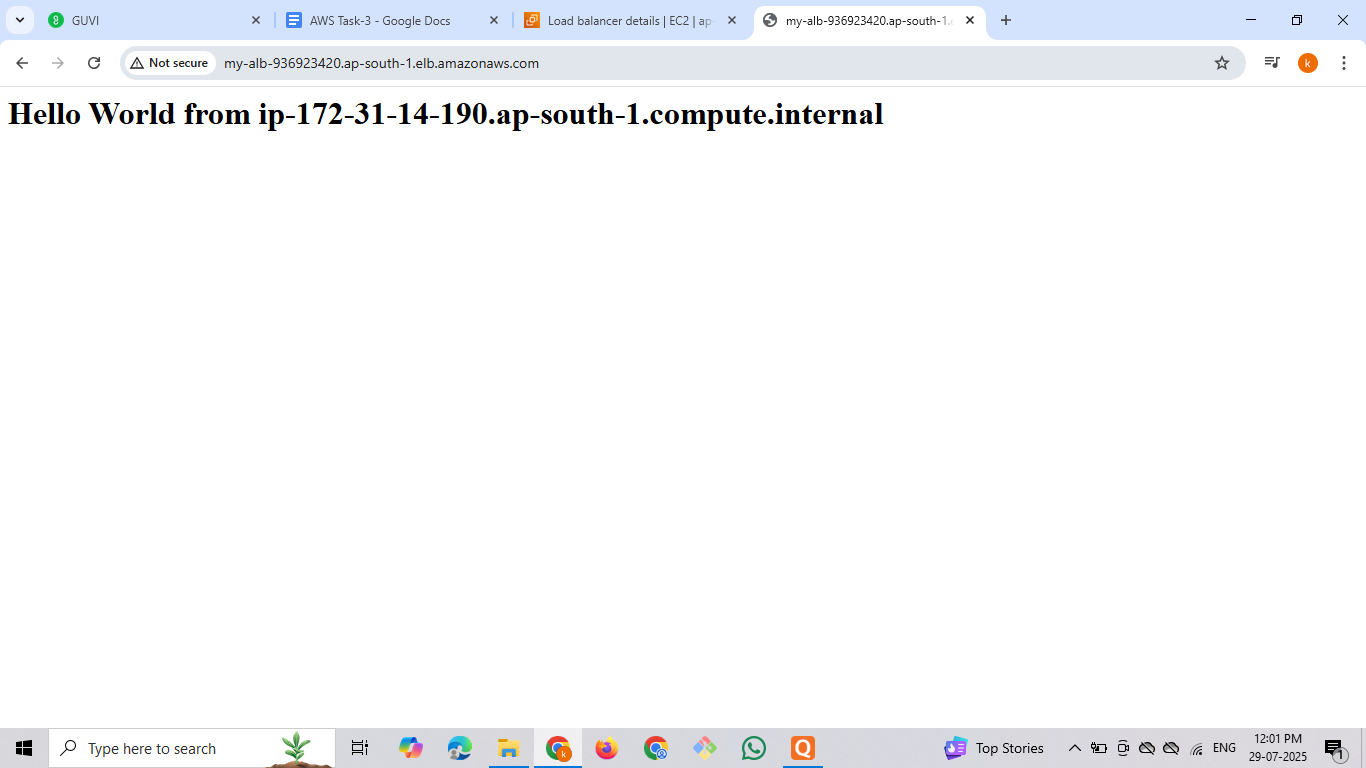 GUVI
AWS Task-3 - Google Docs
Load balancer details | EC2 | ap-
my-alb-936923420.ap-south-1.e
Not secure
my-alb-936923420.ap-south-1.elb.amazonaws.com
k
Hello World from ip-172-31-14-190.ap-south-1.compute.internal
Type here to search
k
Q
Top Stories
ENG
12:01 PM
29-07-2025
1